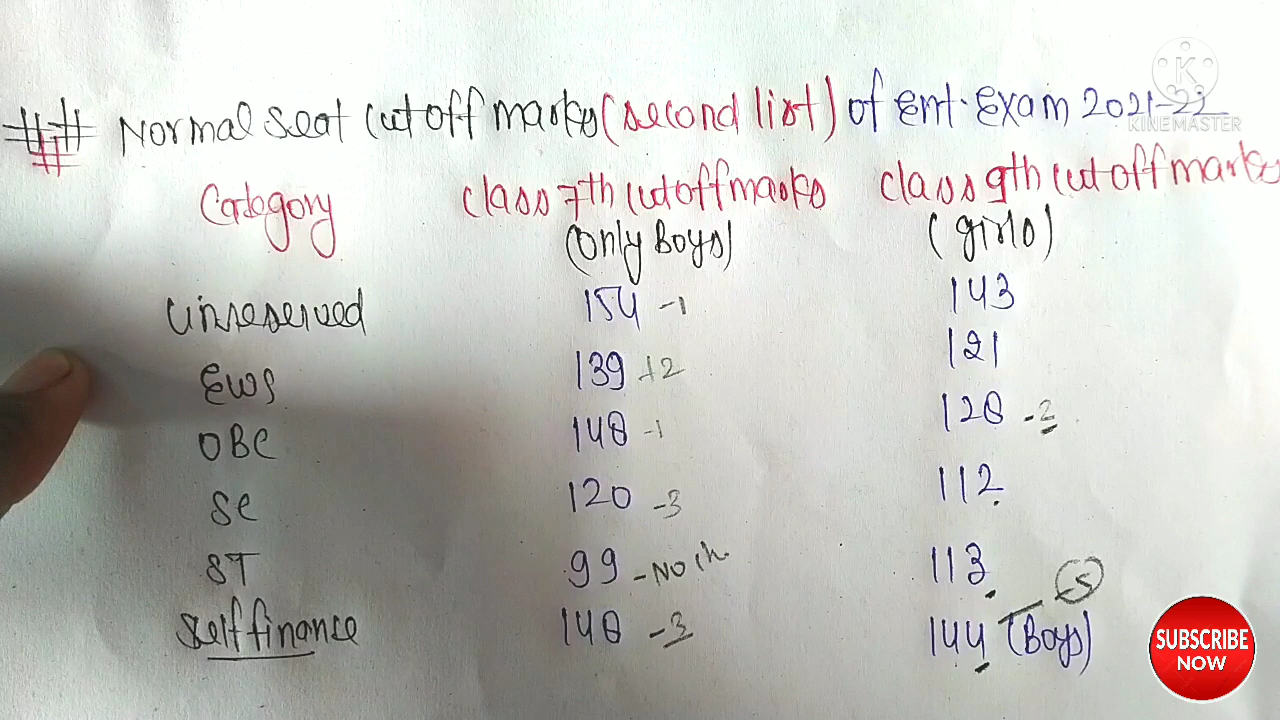 ## Normal seat cut off marks (second list) of Ent. Exam 2021-22
#
KINEMASTER
Category class 7th cut off marks class 9th cut off marks
(only Boys) (girls)
Unreserved 154 -1 143
EWS 139 +2 121
OBC 148 -1 128 -2
SC 120 -3 112
ST 99 - No ch. 113 -5
Self finance 148 -3 144 (Boys)
SUBSCRIBE
NOW